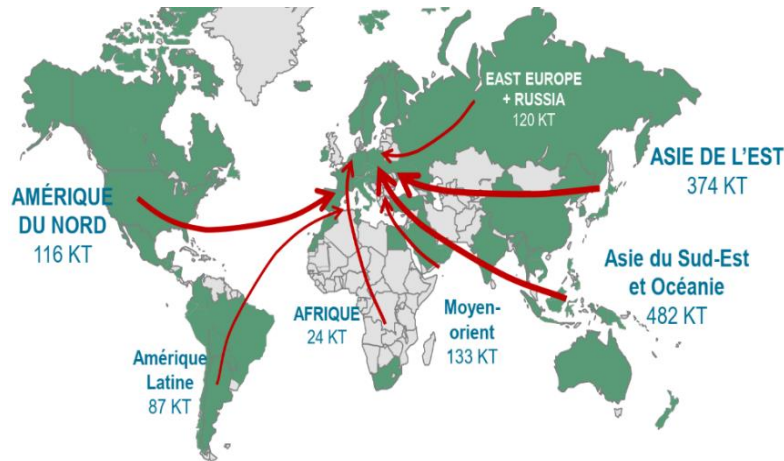 EAST EUROPE
+ RUSSIA
120 KT
ASIE DE L’EST
374 KT
AMÉRIQUE
DU NORD
116 KT
Asie du Sud-Est
et Océanie
482 KT
AFRIQUE
24 KT
Moyen-
orient
133 KT
Amérique
Latine
87 KT